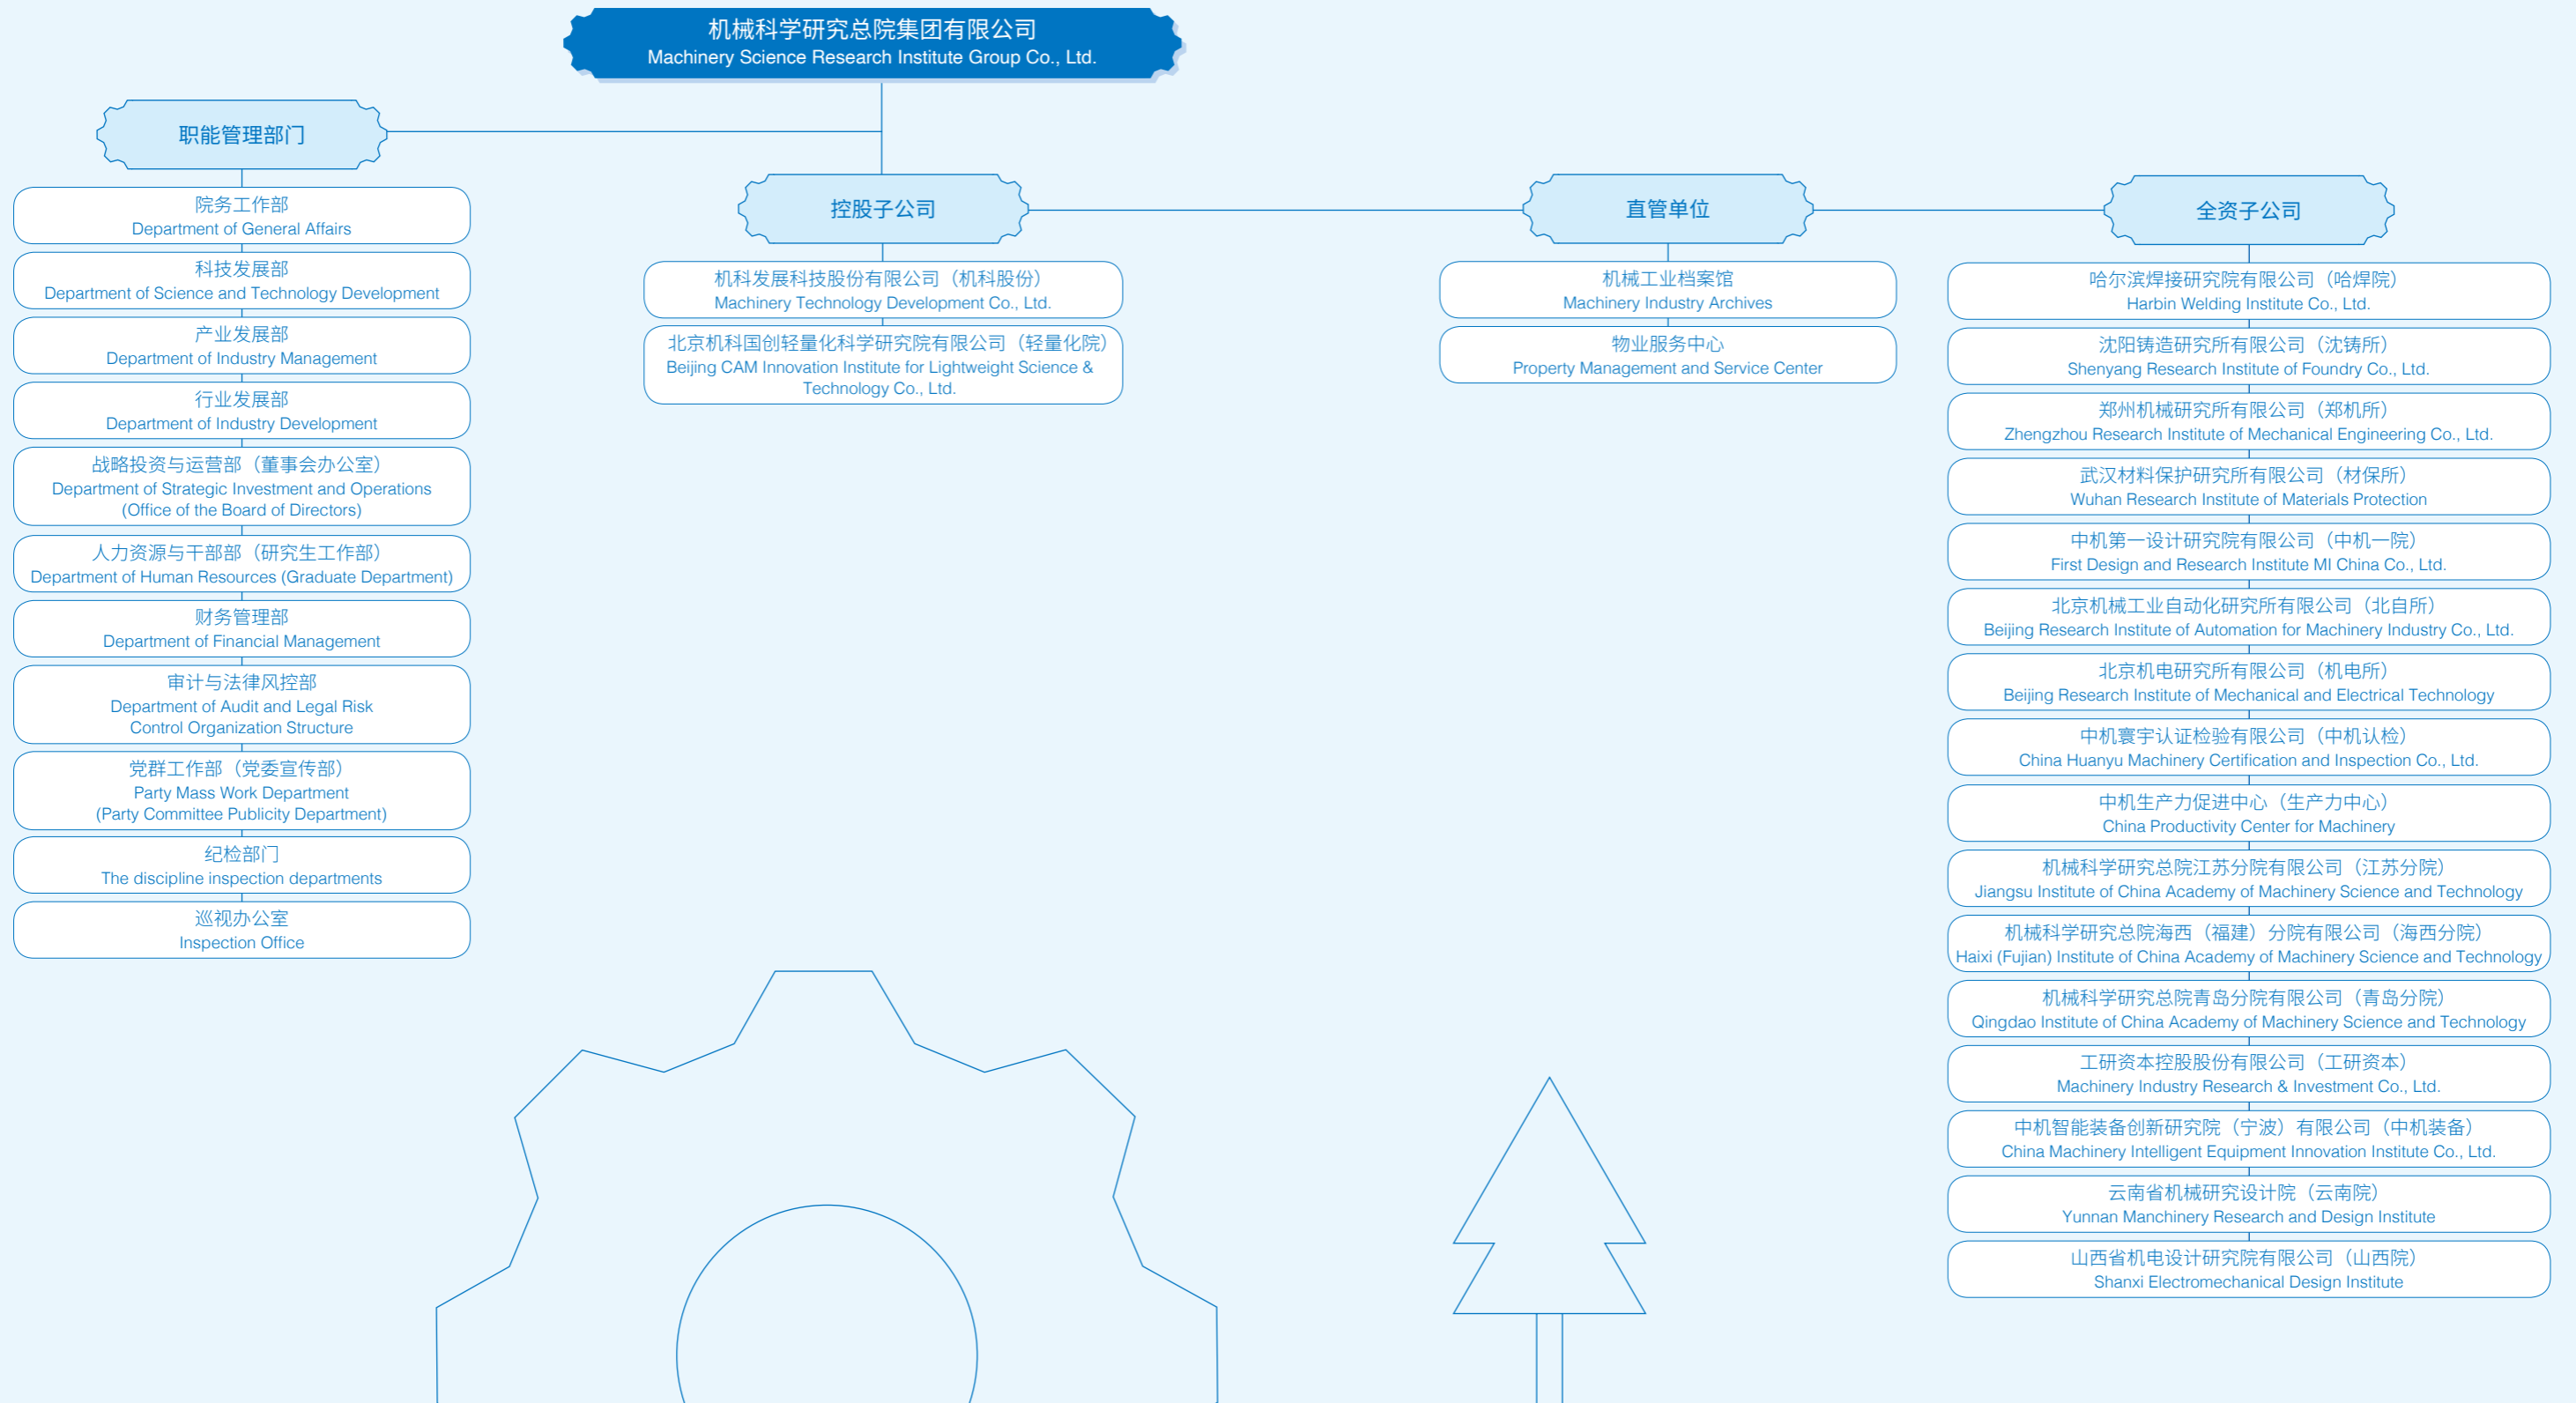 机械科学研究总院集团有限公司
Machinery Science Research Institute Group Co., Ltd.
职能管理部门
院务工作部
Department of General Affairs
科技发展部
Department of Science and Technology Development
产业发展部
Department of Industry Management
行业发展部
Department of Industry Development
战略投资与运营部（董事会办公室）
Department of Strategic Investment and Operations
(Office of the Board of Directors)
人力资源与干部部（研究生工作部）
Department of Human Resources (Graduate Department)
财务管理部
Department of Financial Management
审计与法律风控部
Department of Audit and Legal Risk
Control Organization Structure
党群工作部（党委宣传部）
Party Mass Work Department
(Party Committee Publicity Department)
纪检部门
The discipline inspection departments
巡视办公室
Inspection Office
控股子公司
机科发展科技股份有限公司（机科股份）
Machinery Technology Development Co., Ltd.
北京机科国创轻量化科学研究院有限公司（轻量化院）
Beijing CAM Innovation Institute for Lightweight Science &
Technology Co., Ltd.
直管单位
机械工业档案馆
Machinery Industry Archives
物业服务中心
Property Management and Service Center
全资子公司
哈尔滨焊接研究院有限公司（哈焊院）
Harbin Welding Institute Co., Ltd.
沈阳铸造研究所有限公司（沈铸所）
Shenyang Research Institute of Foundry Co., Ltd.
郑州机械研究所有限公司（郑机所）
Zhengzhou Research Institute of Mechanical Engineering Co., Ltd.
武汉材料保护研究所有限公司（材保所）
Wuhan Research Institute of Materials Protection
中机第一设计研究院有限公司（中机一院）
First Design and Research Institute MI China Co., Ltd.
北京机械工业自动化研究所有限公司（北自所）
Beijing Research Institute of Automation for Machinery Industry Co., Ltd.
北京机电研究所有限公司（机电所）
Beijing Research Institute of Mechanical and Electrical Technology
中机寰宇认证检验有限公司（中机认检）
China Huanyu Machinery Certification and Inspection Co., Ltd.
中机生产力促进中心（生产力中心）
China Productivity Center for Machinery
机械科学研究总院江苏分院有限公司（江苏分院）
Jiangsu Institute of China Academy of Machinery Science and Technology
机械科学研究总院海西（福建）分院有限公司（海西分院）
Haixi (Fujian) Institute of China Academy of Machinery Science and Technology
机械科学研究总院青岛分院有限公司（青岛分院）
Qingdao Institute of China Academy of Machinery Science and Technology
工研资本控股股份有限公司（工研资本）
Machinery Industry Research & Investment Co., Ltd.
中机智能装备创新研究院（宁波）有限公司（中机装备）
China Machinery Intelligent Equipment Innovation Institute Co., Ltd.
云南省机械研究设计院（云南院）
Yunnan Manchinery Research and Design Institute
山西省机电设计研究院有限公司（山西院）
Shanxi Electromechanical Design Institute